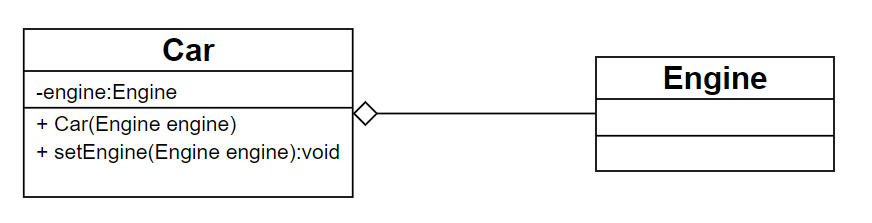 Car
-engine:Engine
+ Car(Engine engine)
+ setEngine(Engine engine):void
Engine